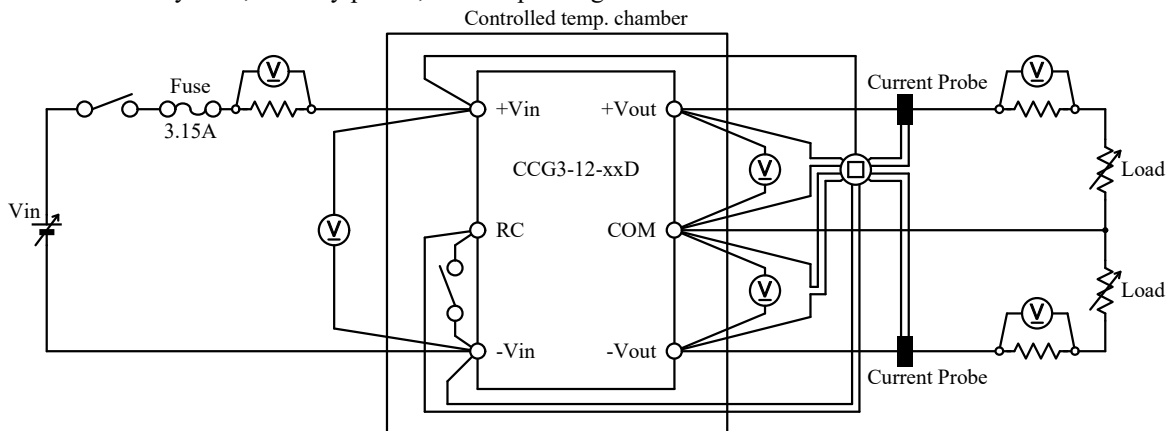 Controlled temp. chamber
Fuse
3.15A
V
V
Current Probe
+Vin
+Vout
CCG3-12-xxD
V
Load
Vin
V
RC
COM
V
Load
V
-Vin
-Vout
Current Probe